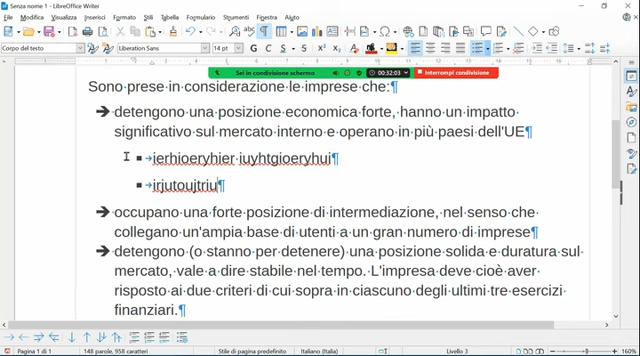 Senza nome 1 - LibreOffice Writer
File Modifica Visualizza Inserisci Formato Stili Tabella Formulario Strumenti Finestra Aiuto
Corpo del testo Liberation Sans 14 pt
Sei in condivisione schermo 00:32:03 Interrompi condivisione
Sono prese in considerazione le imprese che:¶
➔ detengono una posizione economica forte, hanno un impatto
significativo sul mercato interno e operano in più paesi dell'UE¶
▪ ierhioeryhier iuyhtgioeryhui¶
▪ irjutoujtriu¶
➔ occupano una forte posizione di intermediazione, nel senso che
collegano un'ampia base di utenti a un gran numero di imprese¶
➔ detengono (o stanno per detenere) una posizione solida e duratura sul
mercato, vale a dire stabile nel tempo. L'impresa deve cioè aver
risposto ai due criteri di cui sopra in ciascuno degli ultimi tre esercizi
finanziari.¶
Pagina 1 di 1 148 parole, 958 caratteri Stile di pagina predefinito Italiano (Italia) Livello 3 160%